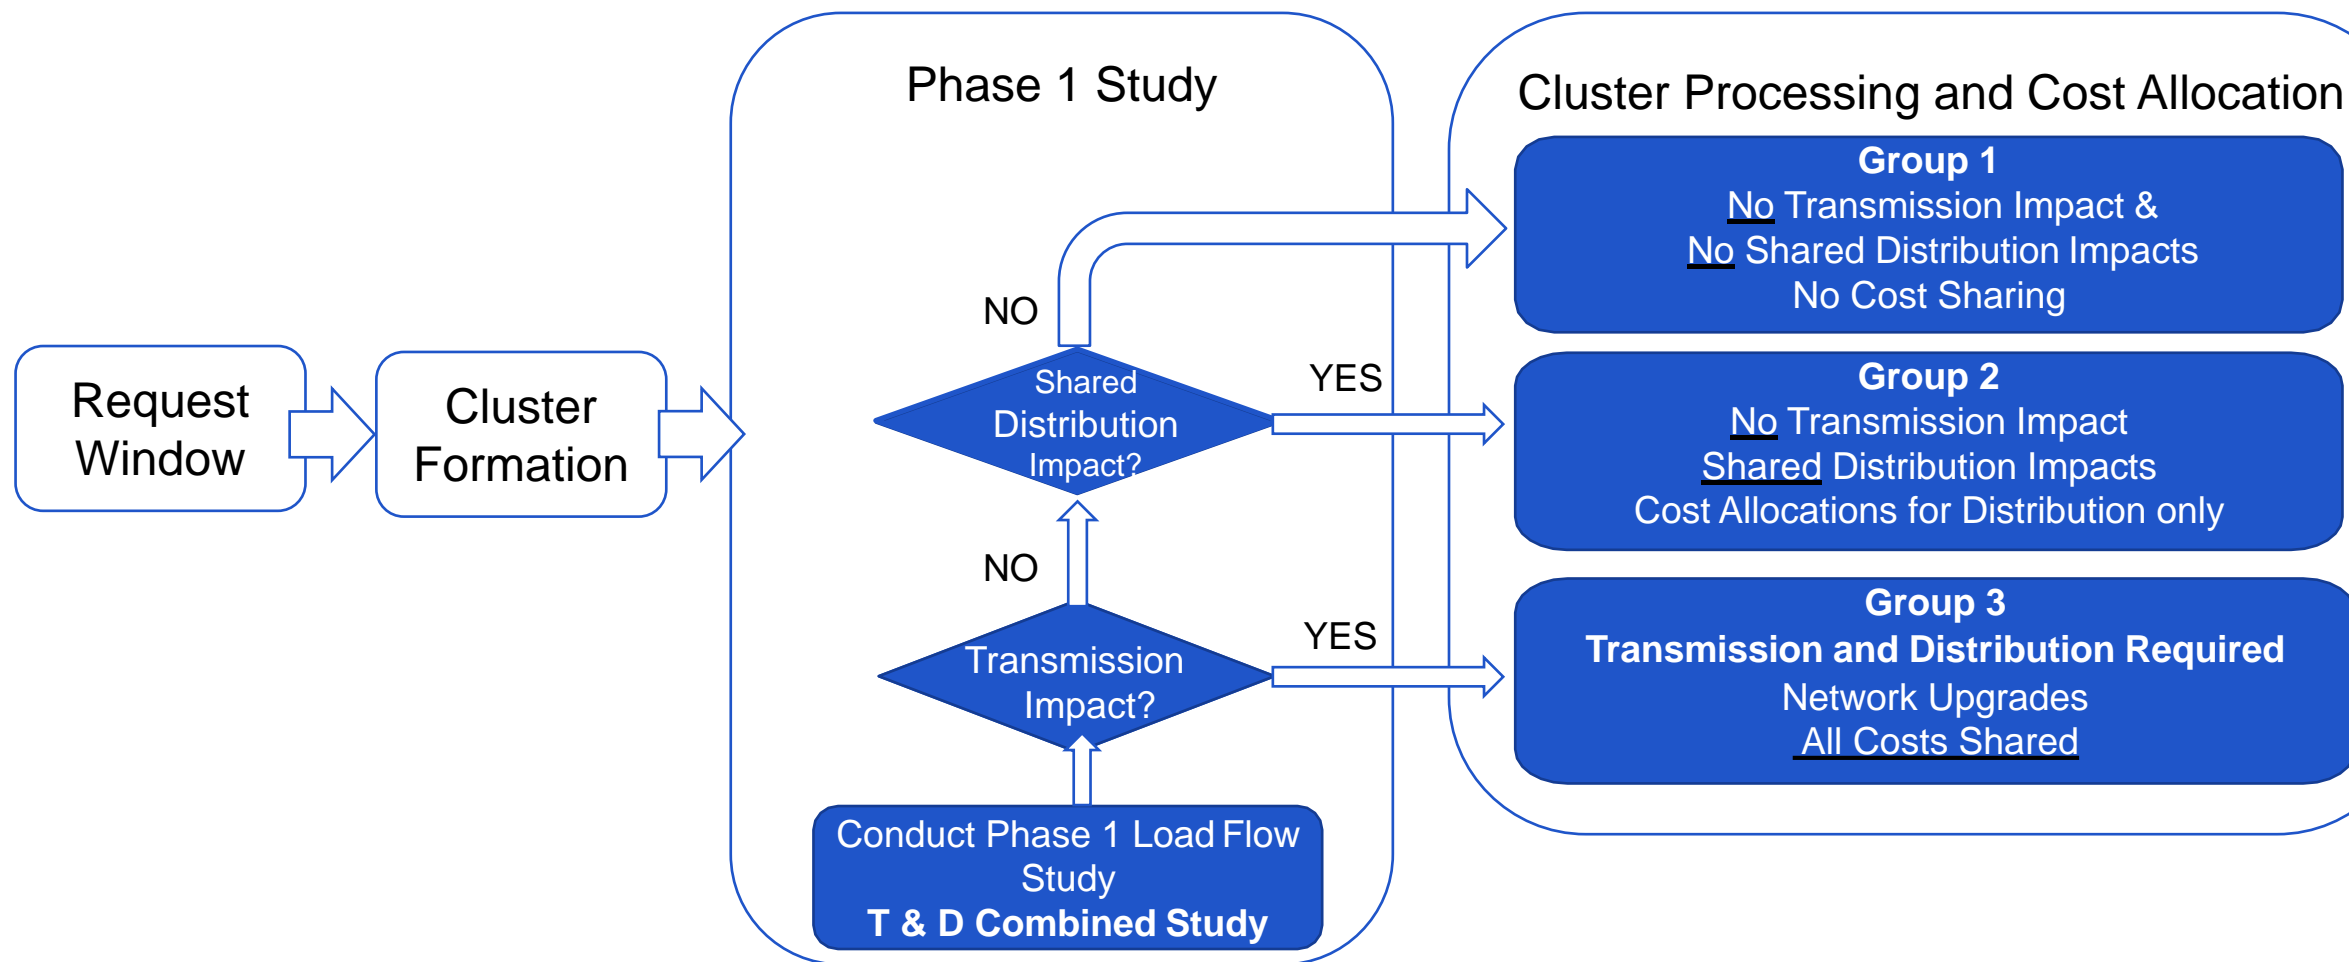 Request
Window
Cluster
Formation
Phase 1 Study
NO
Shared
Distribution
Impact?
YES
NO
Transmission
Impact?
YES
Conduct Phase 1 Load Flow
Study
T & D Combined Study
Cluster Processing and Cost Allocation
Group 1
No Transmission Impact &
No Shared Distribution Impacts
No Cost Sharing
Group 2
No Transmission Impact
Shared Distribution Impacts
Cost Allocations for Distribution only
Group 3
Transmission and Distribution Required
Network Upgrades
All Costs Shared